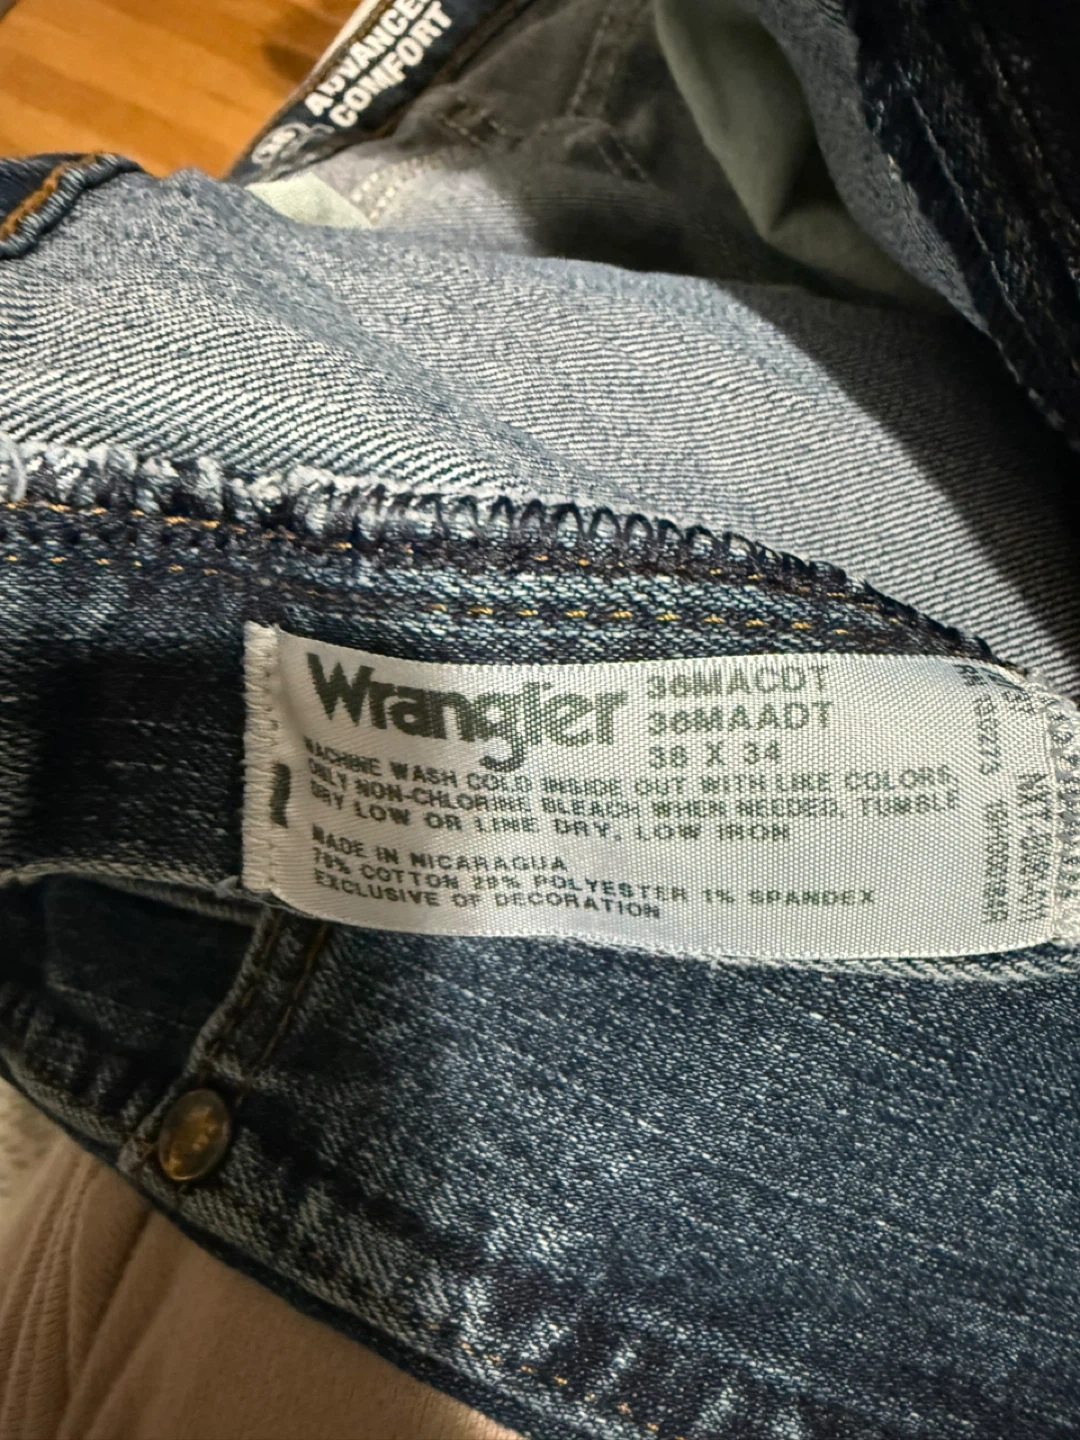 ADVANCED
COMFORT
Wrangler
36MACDT
36MAADT
38 X 34
MACHINE WASH COLD INSIDE OUT WITH LIKE COLORS,
ONLY NON-CHLORINE BLEACH WHEN NEEDED, TUMBLE
DRY LOW OR LINE DRY, LOW IRON
MADE IN NICARAGUA
COTTON POLYESTER 1% SPANDEX
EXCLUSIVE OF DECORATION